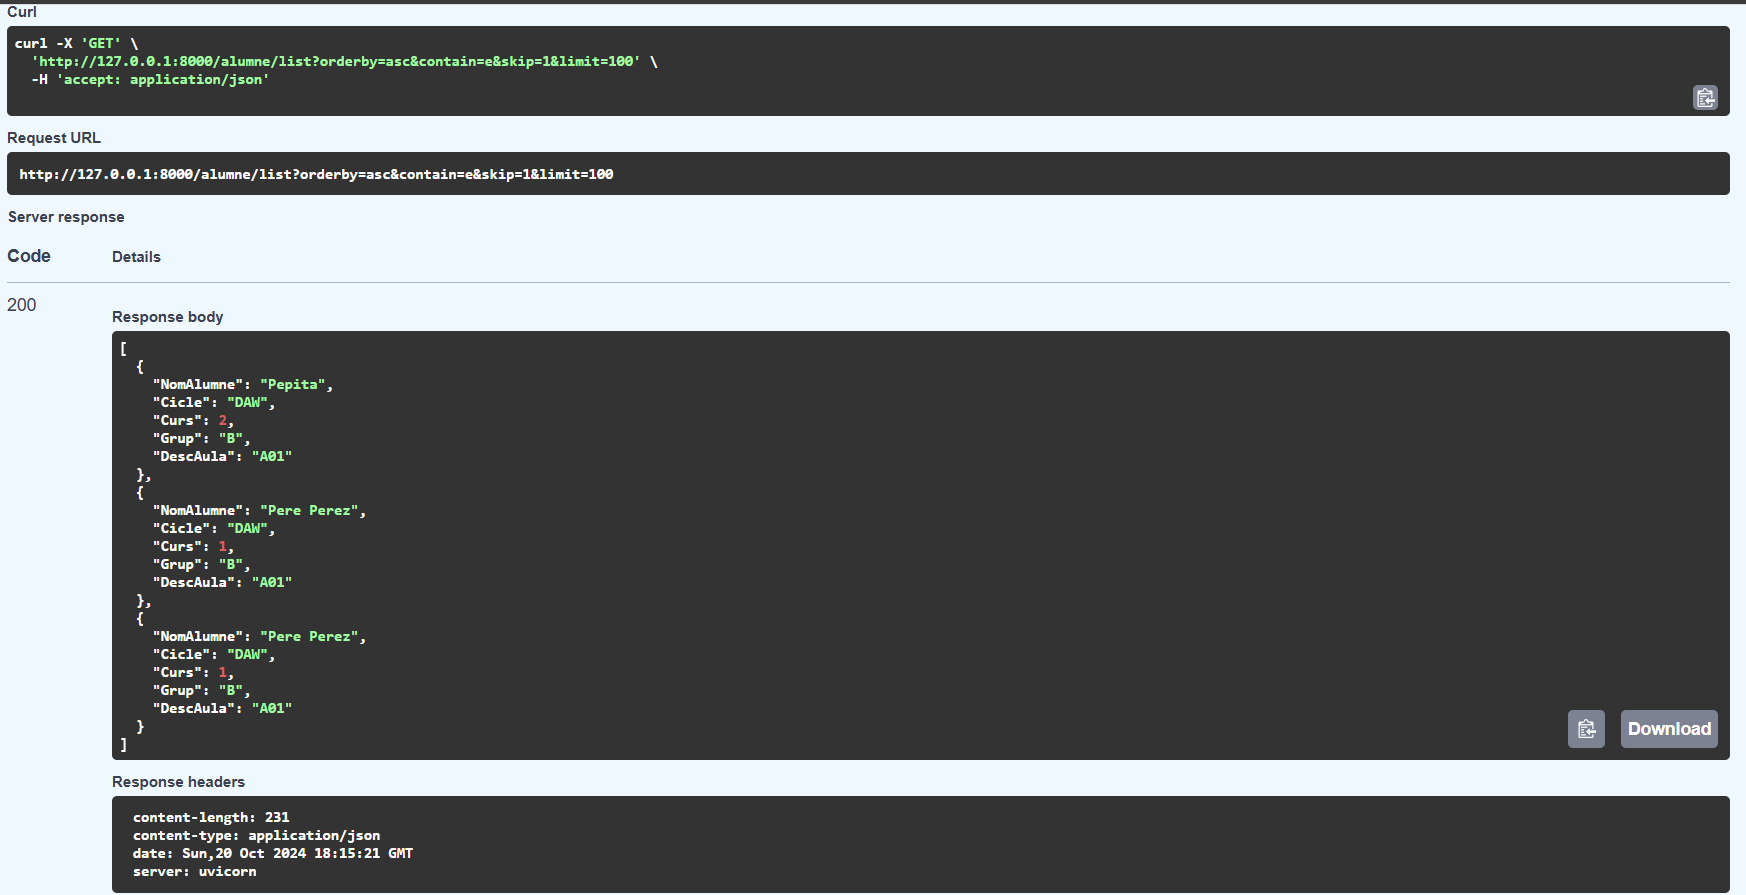 Curl
curl -X 'GET' \
  'http://127.0.0.1:8000/alumne/list?orderby=asc&contain=e&skip=1&limit=100' \
  -H 'accept: application/json'
Request URL
http://127.0.0.1:8000/alumne/list?orderby=asc&contain=e&skip=1&limit=100
Server response
Code Details
200
Response body
[
  {
    "NomAlumne": "Pepita",
    "Cicle": "DAW",
    "Curs": 2,
    "Grup": "B",
    "DescAula": "A01"
  },
  {
    "NomAlumne": "Pere Perez",
    "Cicle": "DAW",
    "Curs": 1,
    "Grup": "B",
    "DescAula": "A01"
  },
  {
    "NomAlumne": "Pere Perez",
    "Cicle": "DAW",
    "Curs": 1,
    "Grup": "B",
    "DescAula": "A01"
  }
]
Download
Response headers
content-length: 231
content-type: application/json
date: Sun,20 Oct 2024 18:15:21 GMT
server: uvicorn